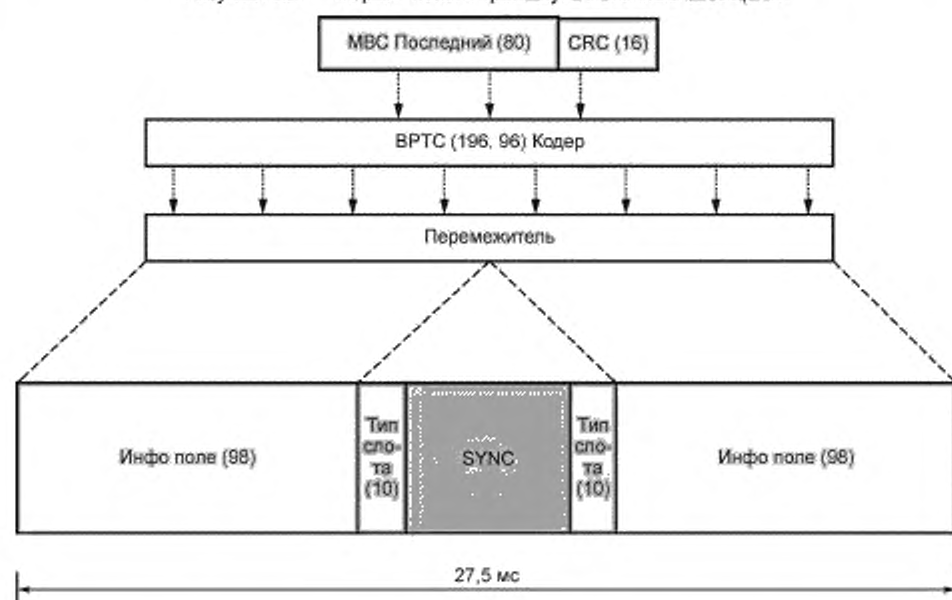 МВС Последний (80) CRC (16)
ВРТС (196, 96) Кодер
Перемежитель
Инфо поле (98)
Тип
сло-
та
(10)
SYNC
Тип
сло-
та
(10)
Инфо поле (98)
27,5 мс